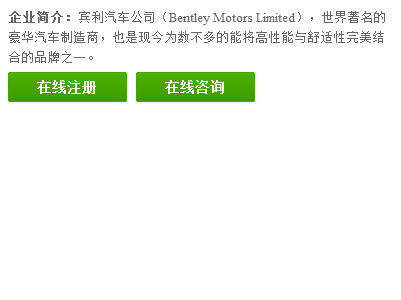 企业简介：宾利汽车公司（Bentley Motors Limited），世界著名的
豪华汽车制造商，也是现今为数不多的能将高性能与舒适性完美结
合的品牌之一。
在线注册 在线咨询